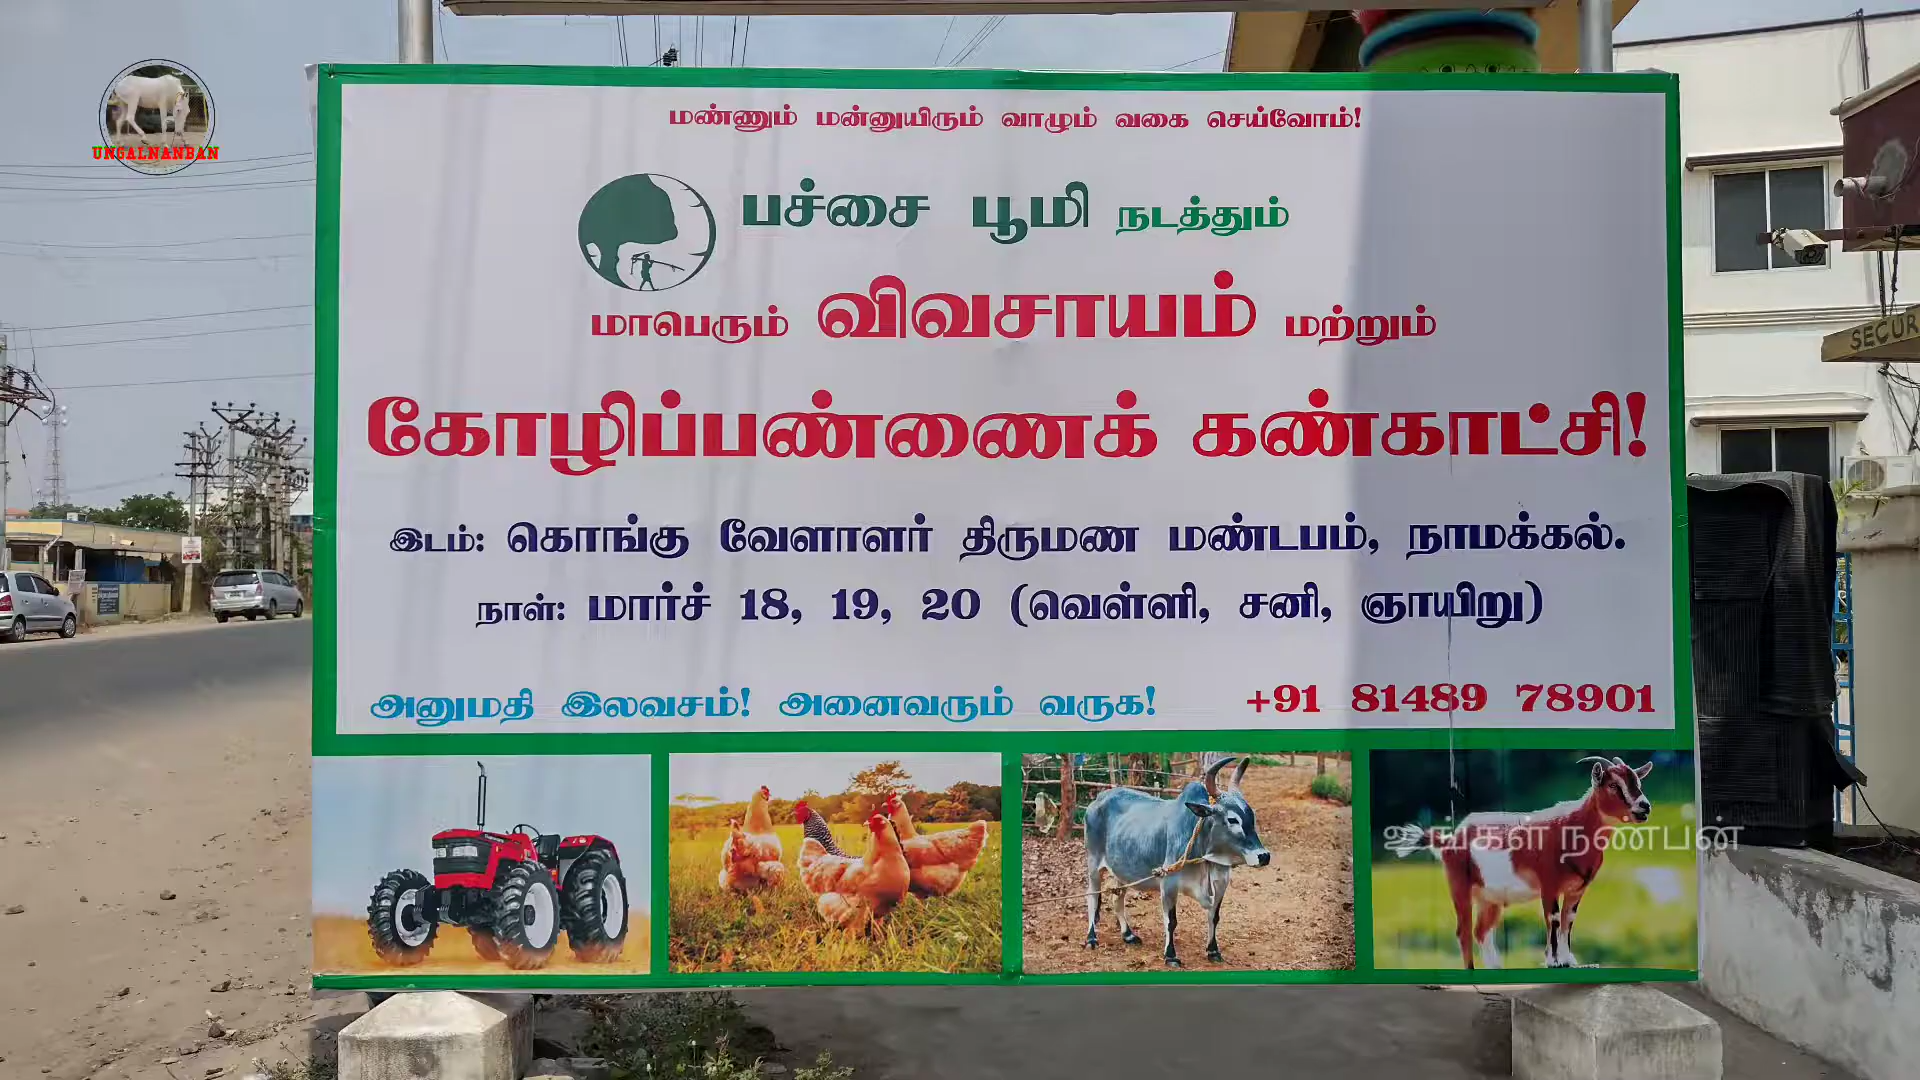 UNGALNANBAN
மண்ணும் மன்னுயிரும் வாழும் வகை செய்வோம்!
பச்சை பூமி நடத்தும்
மாபெரும் விவசாயம் மற்றும்
கோழிப்பண்ணைக் கண்காட்சி!
இடம்: கொங்கு வேளாளர் திருமண மண்டபம், நாமக்கல்.
நாள்: மார்ச் 18, 19, 20 (வெள்ளி, சனி, ஞாயிறு)
அனுமதி இலவசம்! அனைவரும் வருக! +91 81489 78901
உங்கள் நண்பன்
SECUR